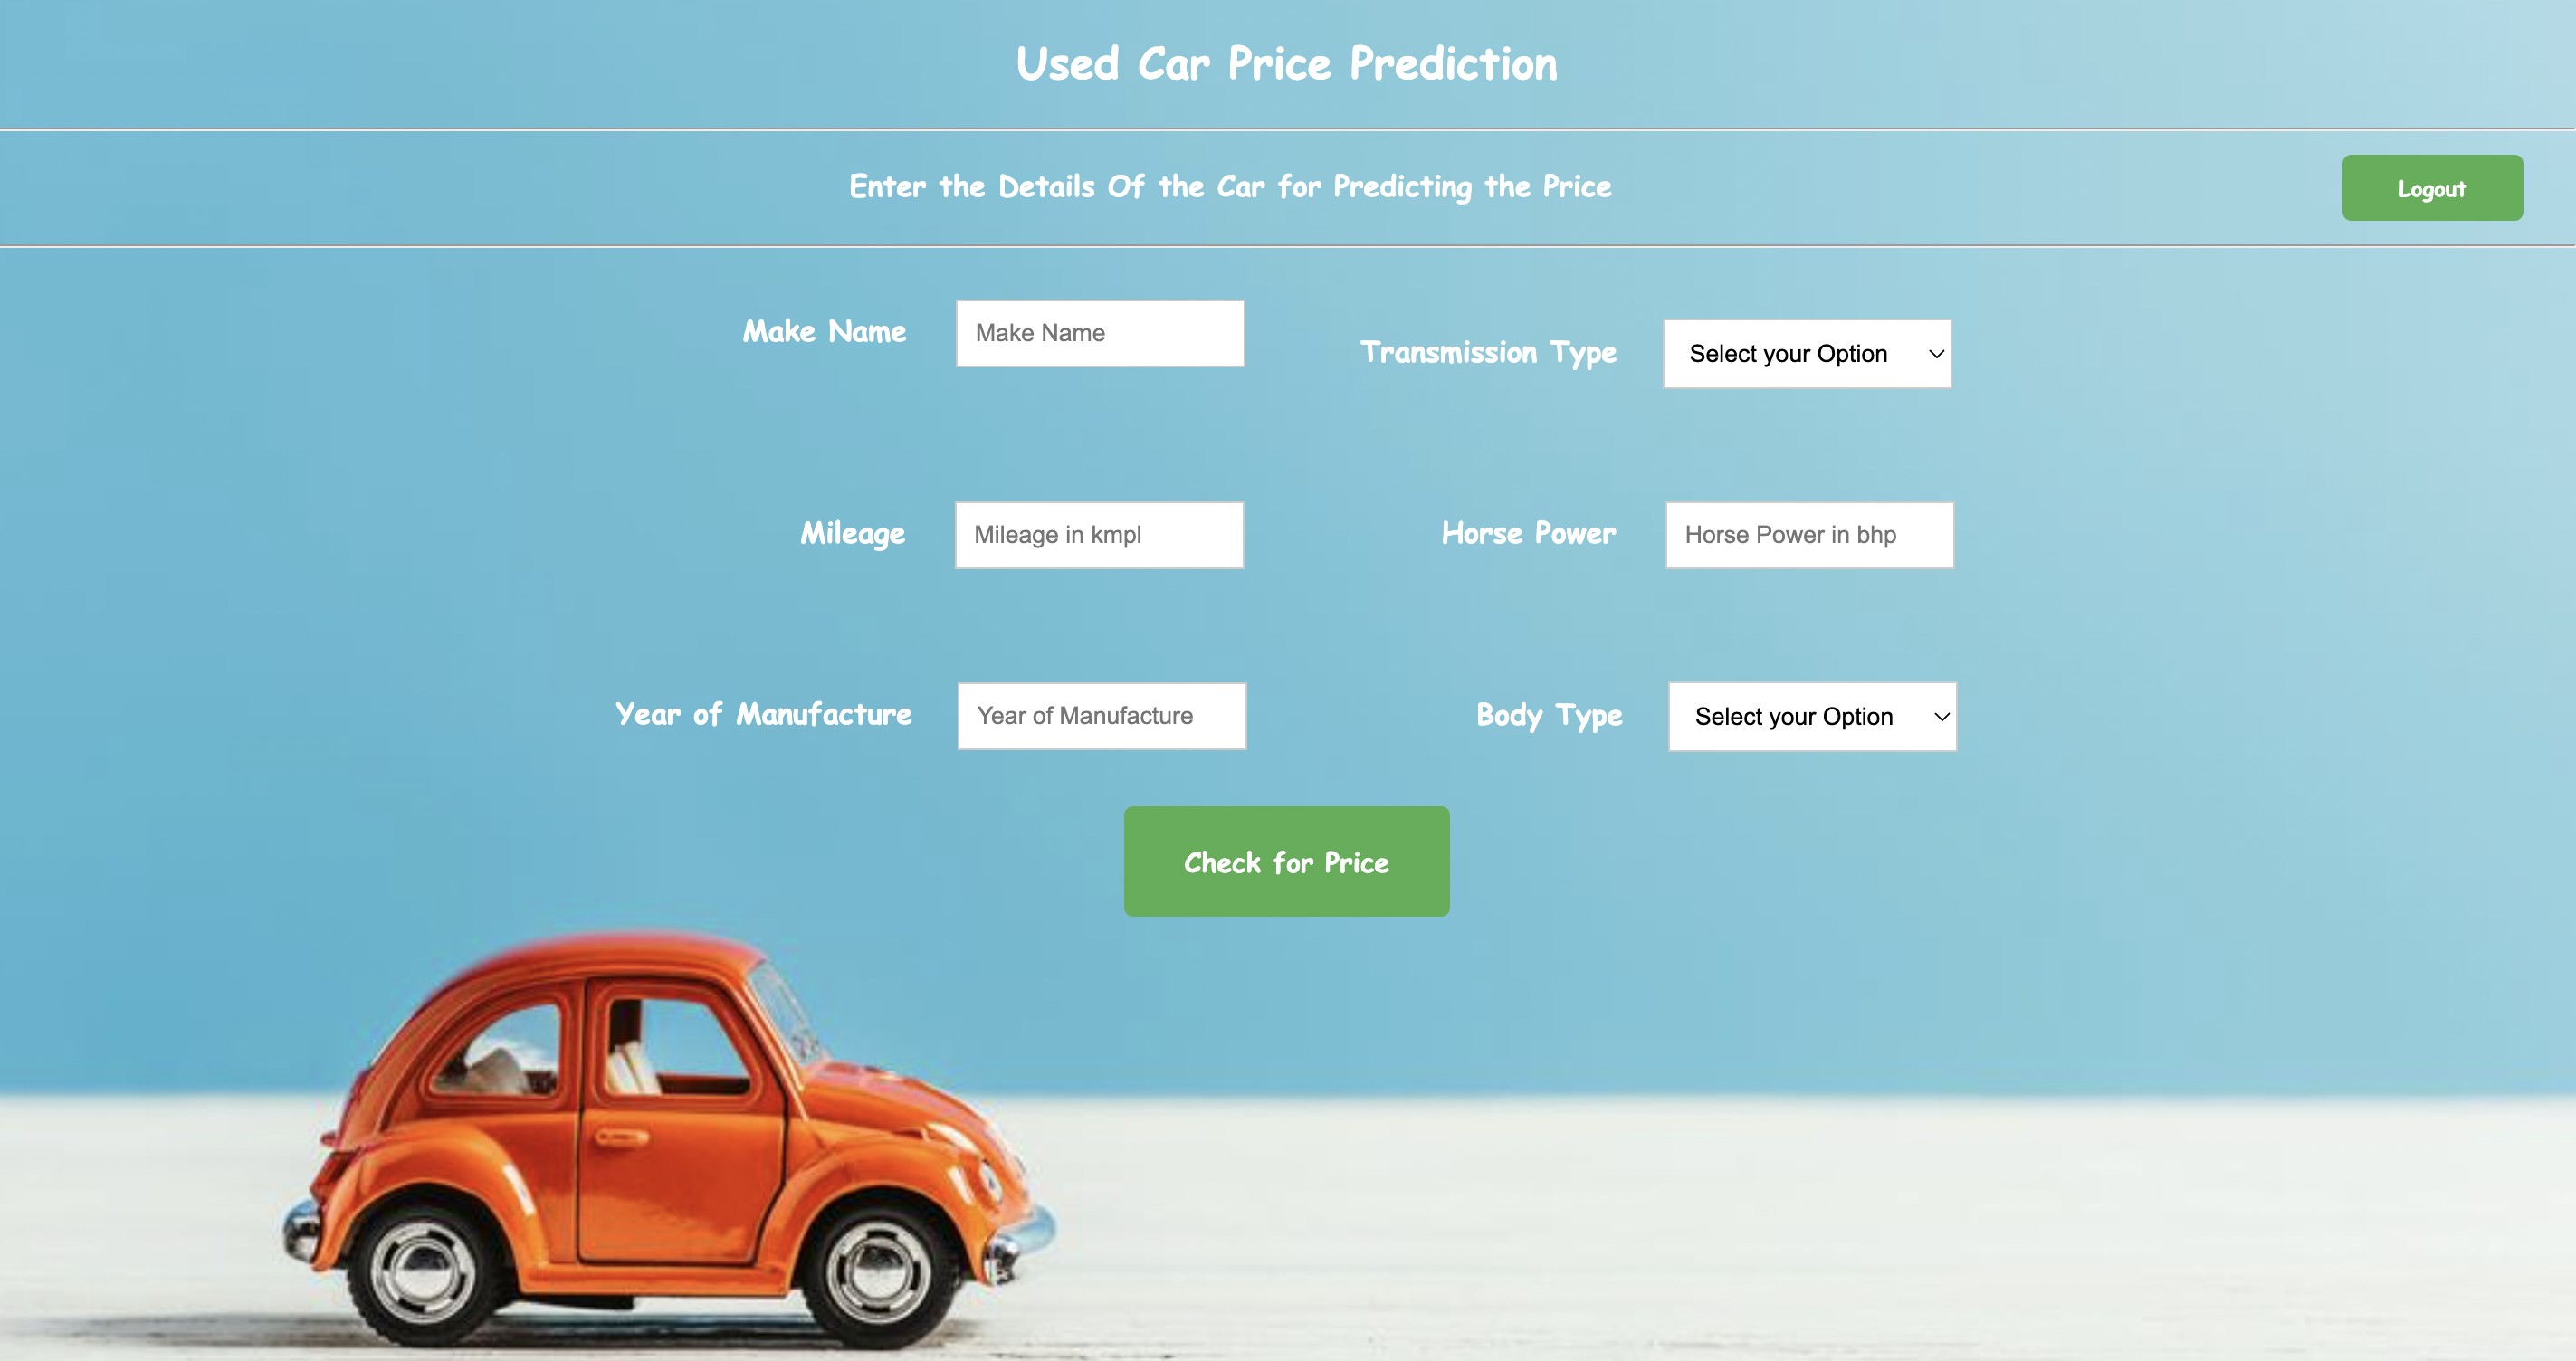 Used Car Price Prediction
Enter the Details Of the Car for Predicting the Price
Logout
Make Name
Make Name
Transmission Type
Select your Option
Mileage
Mileage in kmpl
Horse Power
Horse Power in bhp
Year of Manufacture
Year of Manufacture
Body Type
Select your Option
Check for Price